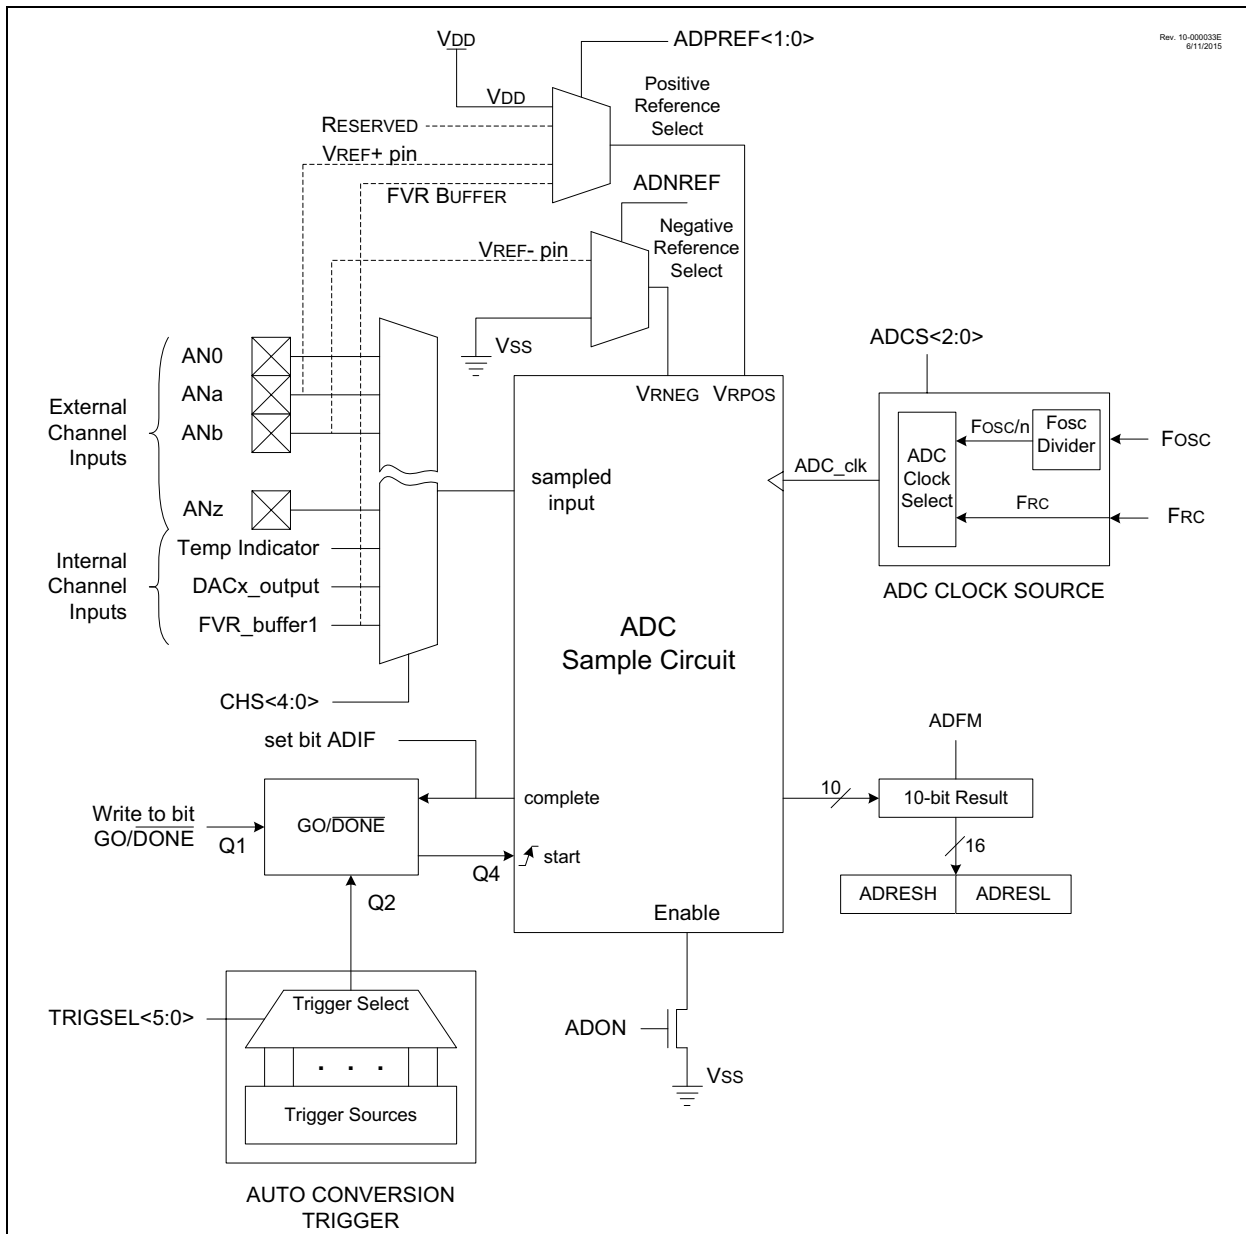 Rev. 10-000033E
6/11/2015
VDD
ADPREF<1:0>
VDD
Positive
Reference
Select
RESERVED
VREF+ pin
FVR BUFFER
ADNREF
Negative
Reference
Select
VREF- pin
VSS
ADCS<2:0>
External
Channel
Inputs
AN0
ANa
ANb
ANz
Internal
Channel
Inputs
Temp Indicator
DACx_output
FVR_buffer1
CHS<4:0>
VRNEG VRPOS
sampled
input
ADC_clk
ADC
Clock
Select
FOSC/n
Fosc
Divider
FOSC
FRC
FRC
ADC CLOCK SOURCE
ADC
Sample Circuit
set bit ADIF
complete
start
Enable
Write to bit
GO/DONE
Q1
GO/DONE
Q4
Q2
ADFM
10
10-bit Result
16
ADRESH
ADRESL
TRIGSEL<5:0>
Trigger Select
. . .
Trigger Sources
AUTO CONVERSION
TRIGGER
ADON
VSS